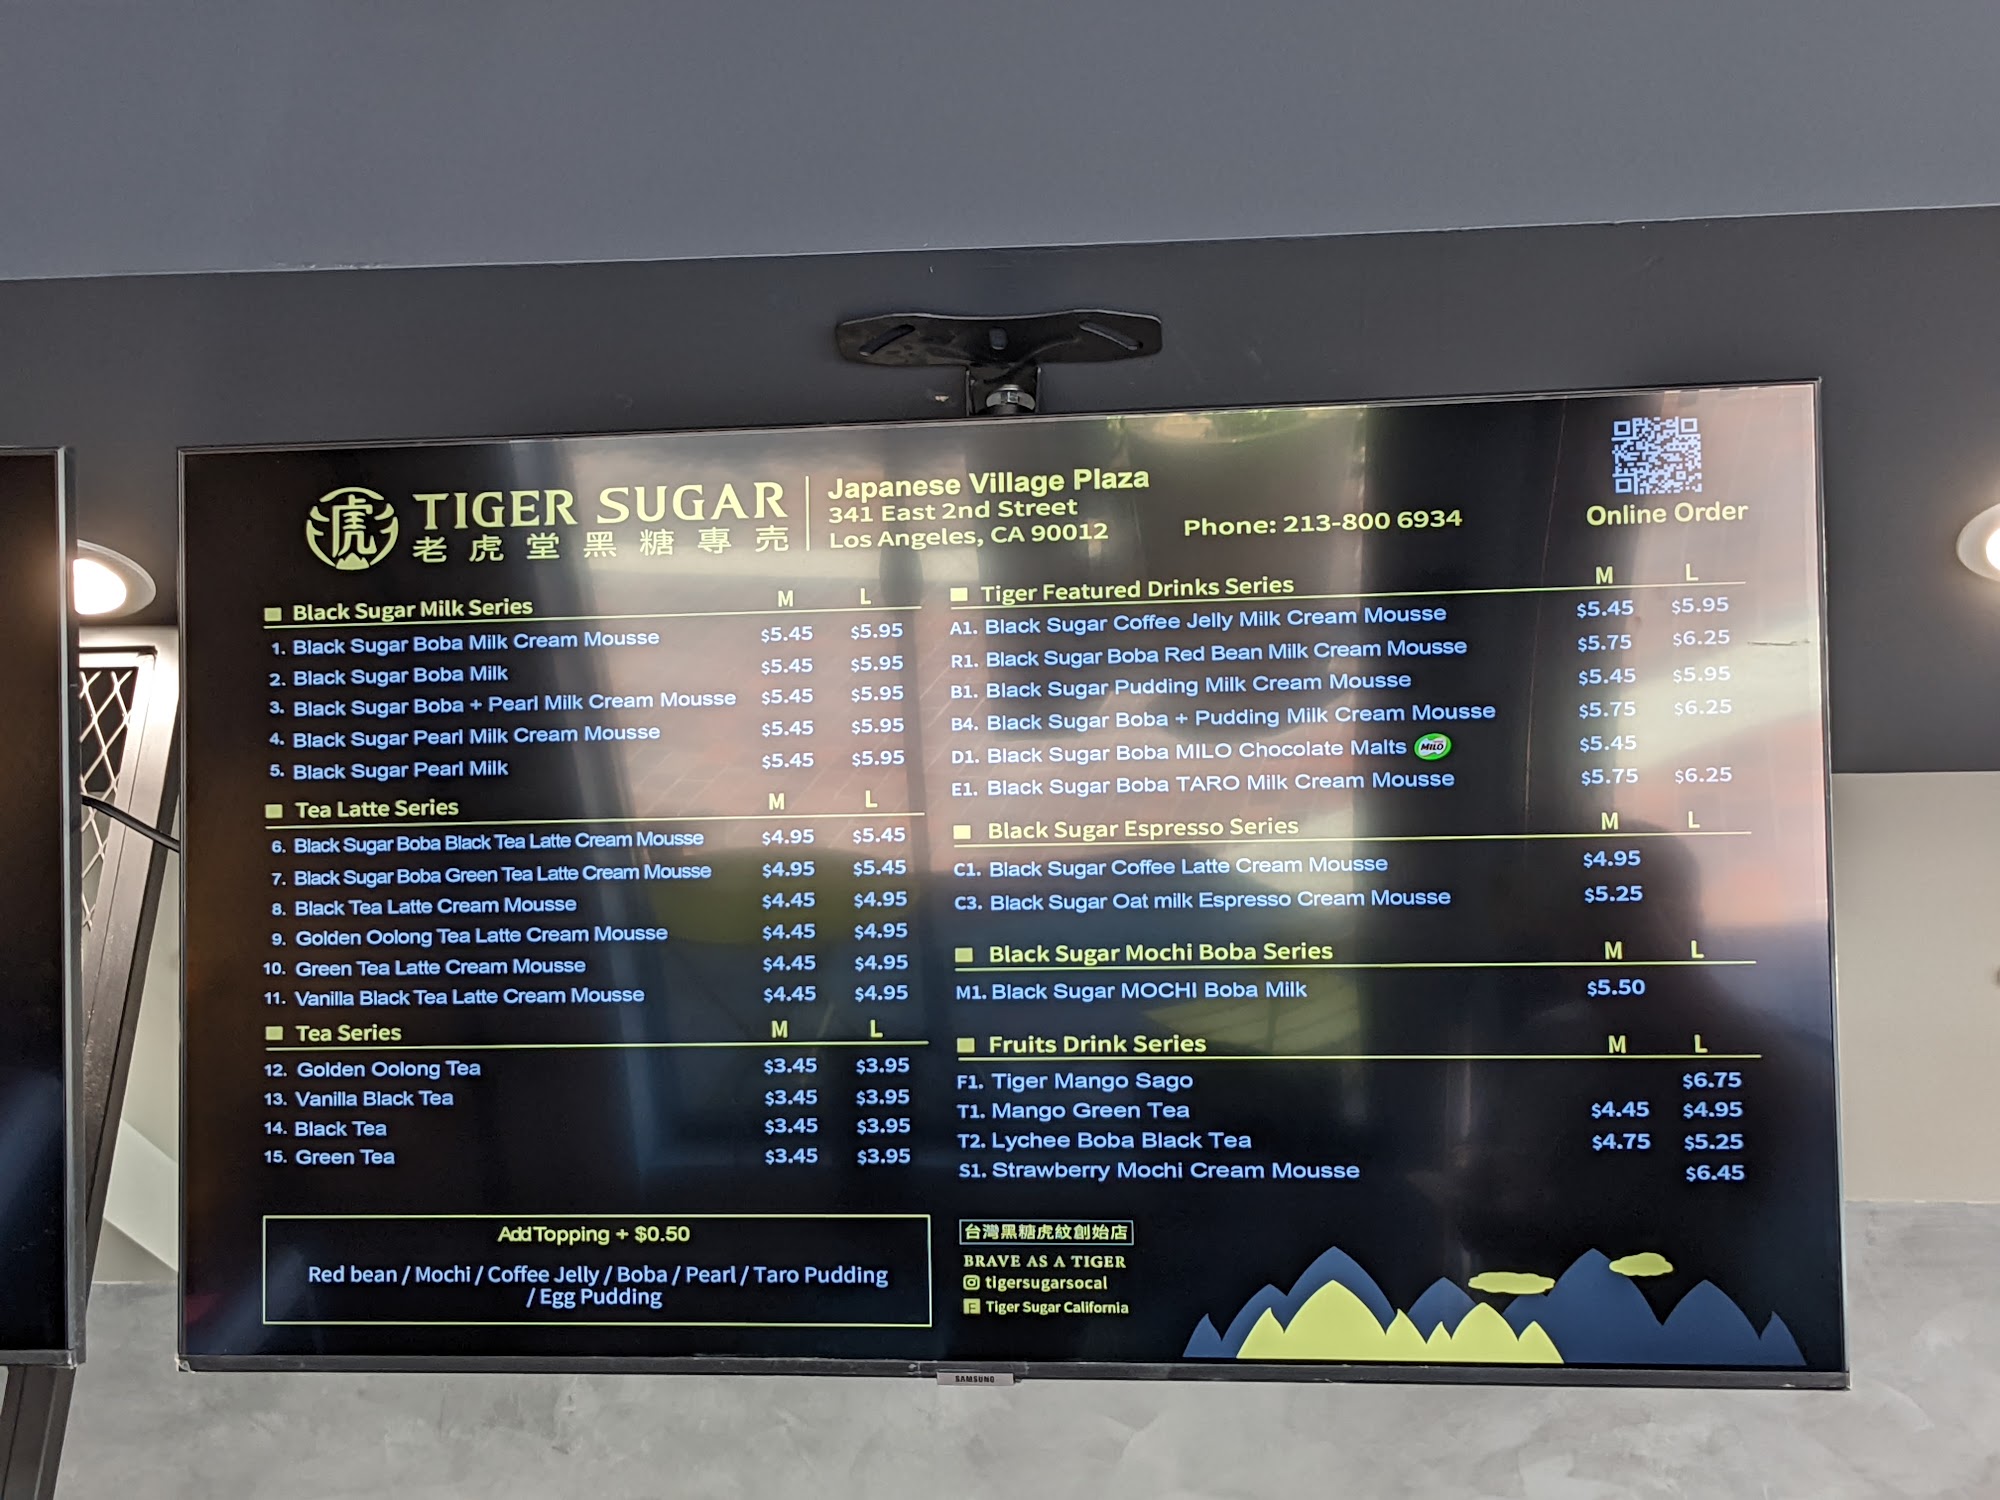 TIGER SUGAR
老虎堂黑糖專売
Japanese Village Plaza
341 East 2nd Street
Los Angeles, CA 90012
Phone: 213-800 6934
Online Order
Black Sugar Milk Series M L
1. Black Sugar Boba Milk Cream Mousse $5.45 $5.95
2. Black Sugar Boba Milk $5.45 $5.95
3. Black Sugar Boba + Pearl Milk Cream Mousse $5.45 $5.95
4. Black Sugar Pearl Milk Cream Mousse $5.45 $5.95
5. Black Sugar Pearl Milk $5.45 $5.95
Tea Latte Series M L
6. Black Sugar Boba Black Tea Latte Cream Mousse $4.95 $5.45
7. Black Sugar Boba Green Tea Latte Cream Mousse $4.95 $5.45
8. Black Tea Latte Cream Mousse $4.45 $4.95
9. Golden Oolong Tea Latte Cream Mousse $4.45 $4.95
10. Green Tea Latte Cream Mousse $4.45 $4.95
11. Vanilla Black Tea Latte Cream Mousse $4.45 $4.95
Tea Series M L
12. Golden Oolong Tea $3.45 $3.95
13. Vanilla Black Tea $3.45 $3.95
14. Black Tea $3.45 $3.95
15. Green Tea $3.45 $3.95
Add Topping + $0.50
Red bean / Mochi / Coffee Jelly / Boba / Pearl / Taro Pudding
/ Egg Pudding
Tiger Featured Drinks Series M L
A1. Black Sugar Coffee Jelly Milk Cream Mousse $5.45 $5.95
R1. Black Sugar Boba Red Bean Milk Cream Mousse $5.75 $6.25
B1. Black Sugar Pudding Milk Cream Mousse $5.45 $5.95
B4. Black Sugar Boba + Pudding Milk Cream Mousse $5.75 $6.25
D1. Black Sugar Boba MILO Chocolate Malts MILO $5.45
E1. Black Sugar Boba TARO Milk Cream Mousse $5.75 $6.25
Black Sugar Espresso Series M L
C1. Black Sugar Coffee Latte Cream Mousse $4.95
C3. Black Sugar Oat milk Espresso Cream Mousse $5.25
Black Sugar Mochi Boba Series M L
M1. Black Sugar MOCHI Boba Milk $5.50
Fruits Drink Series M L
F1. Tiger Mango Sago $6.75
T1. Mango Green Tea $4.45 $4.95
T2. Lychee Boba Black Tea $4.75 $5.25
S1. Strawberry Mochi Cream Mousse $6.45
台灣黑糖虎紋創始店
BRAVE AS A TIGER
tigersugarsocal
Tiger Sugar California
SAMSUNG